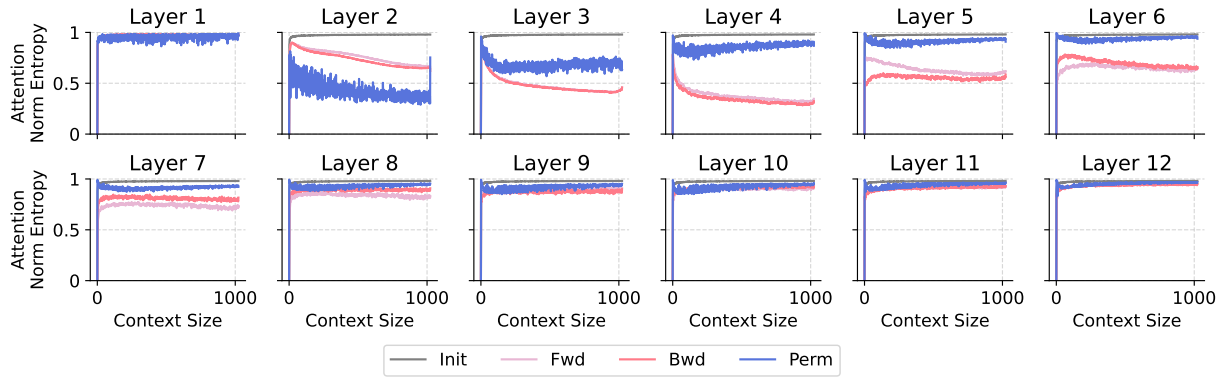 Layer 1 Layer 2 Layer 3 Layer 4 Layer 5 Layer 6
Attention
Norm Entropy
1
0.5
0
Layer 7 Layer 8 Layer 9 Layer 10 Layer 11 Layer 12
Attention
Norm Entropy
1
0.5
0
0 1000 0 1000 0 1000 0 1000 0 1000 0 1000
Context Size Context Size Context Size Context Size Context Size Context Size
Init Fwd Bwd Perm